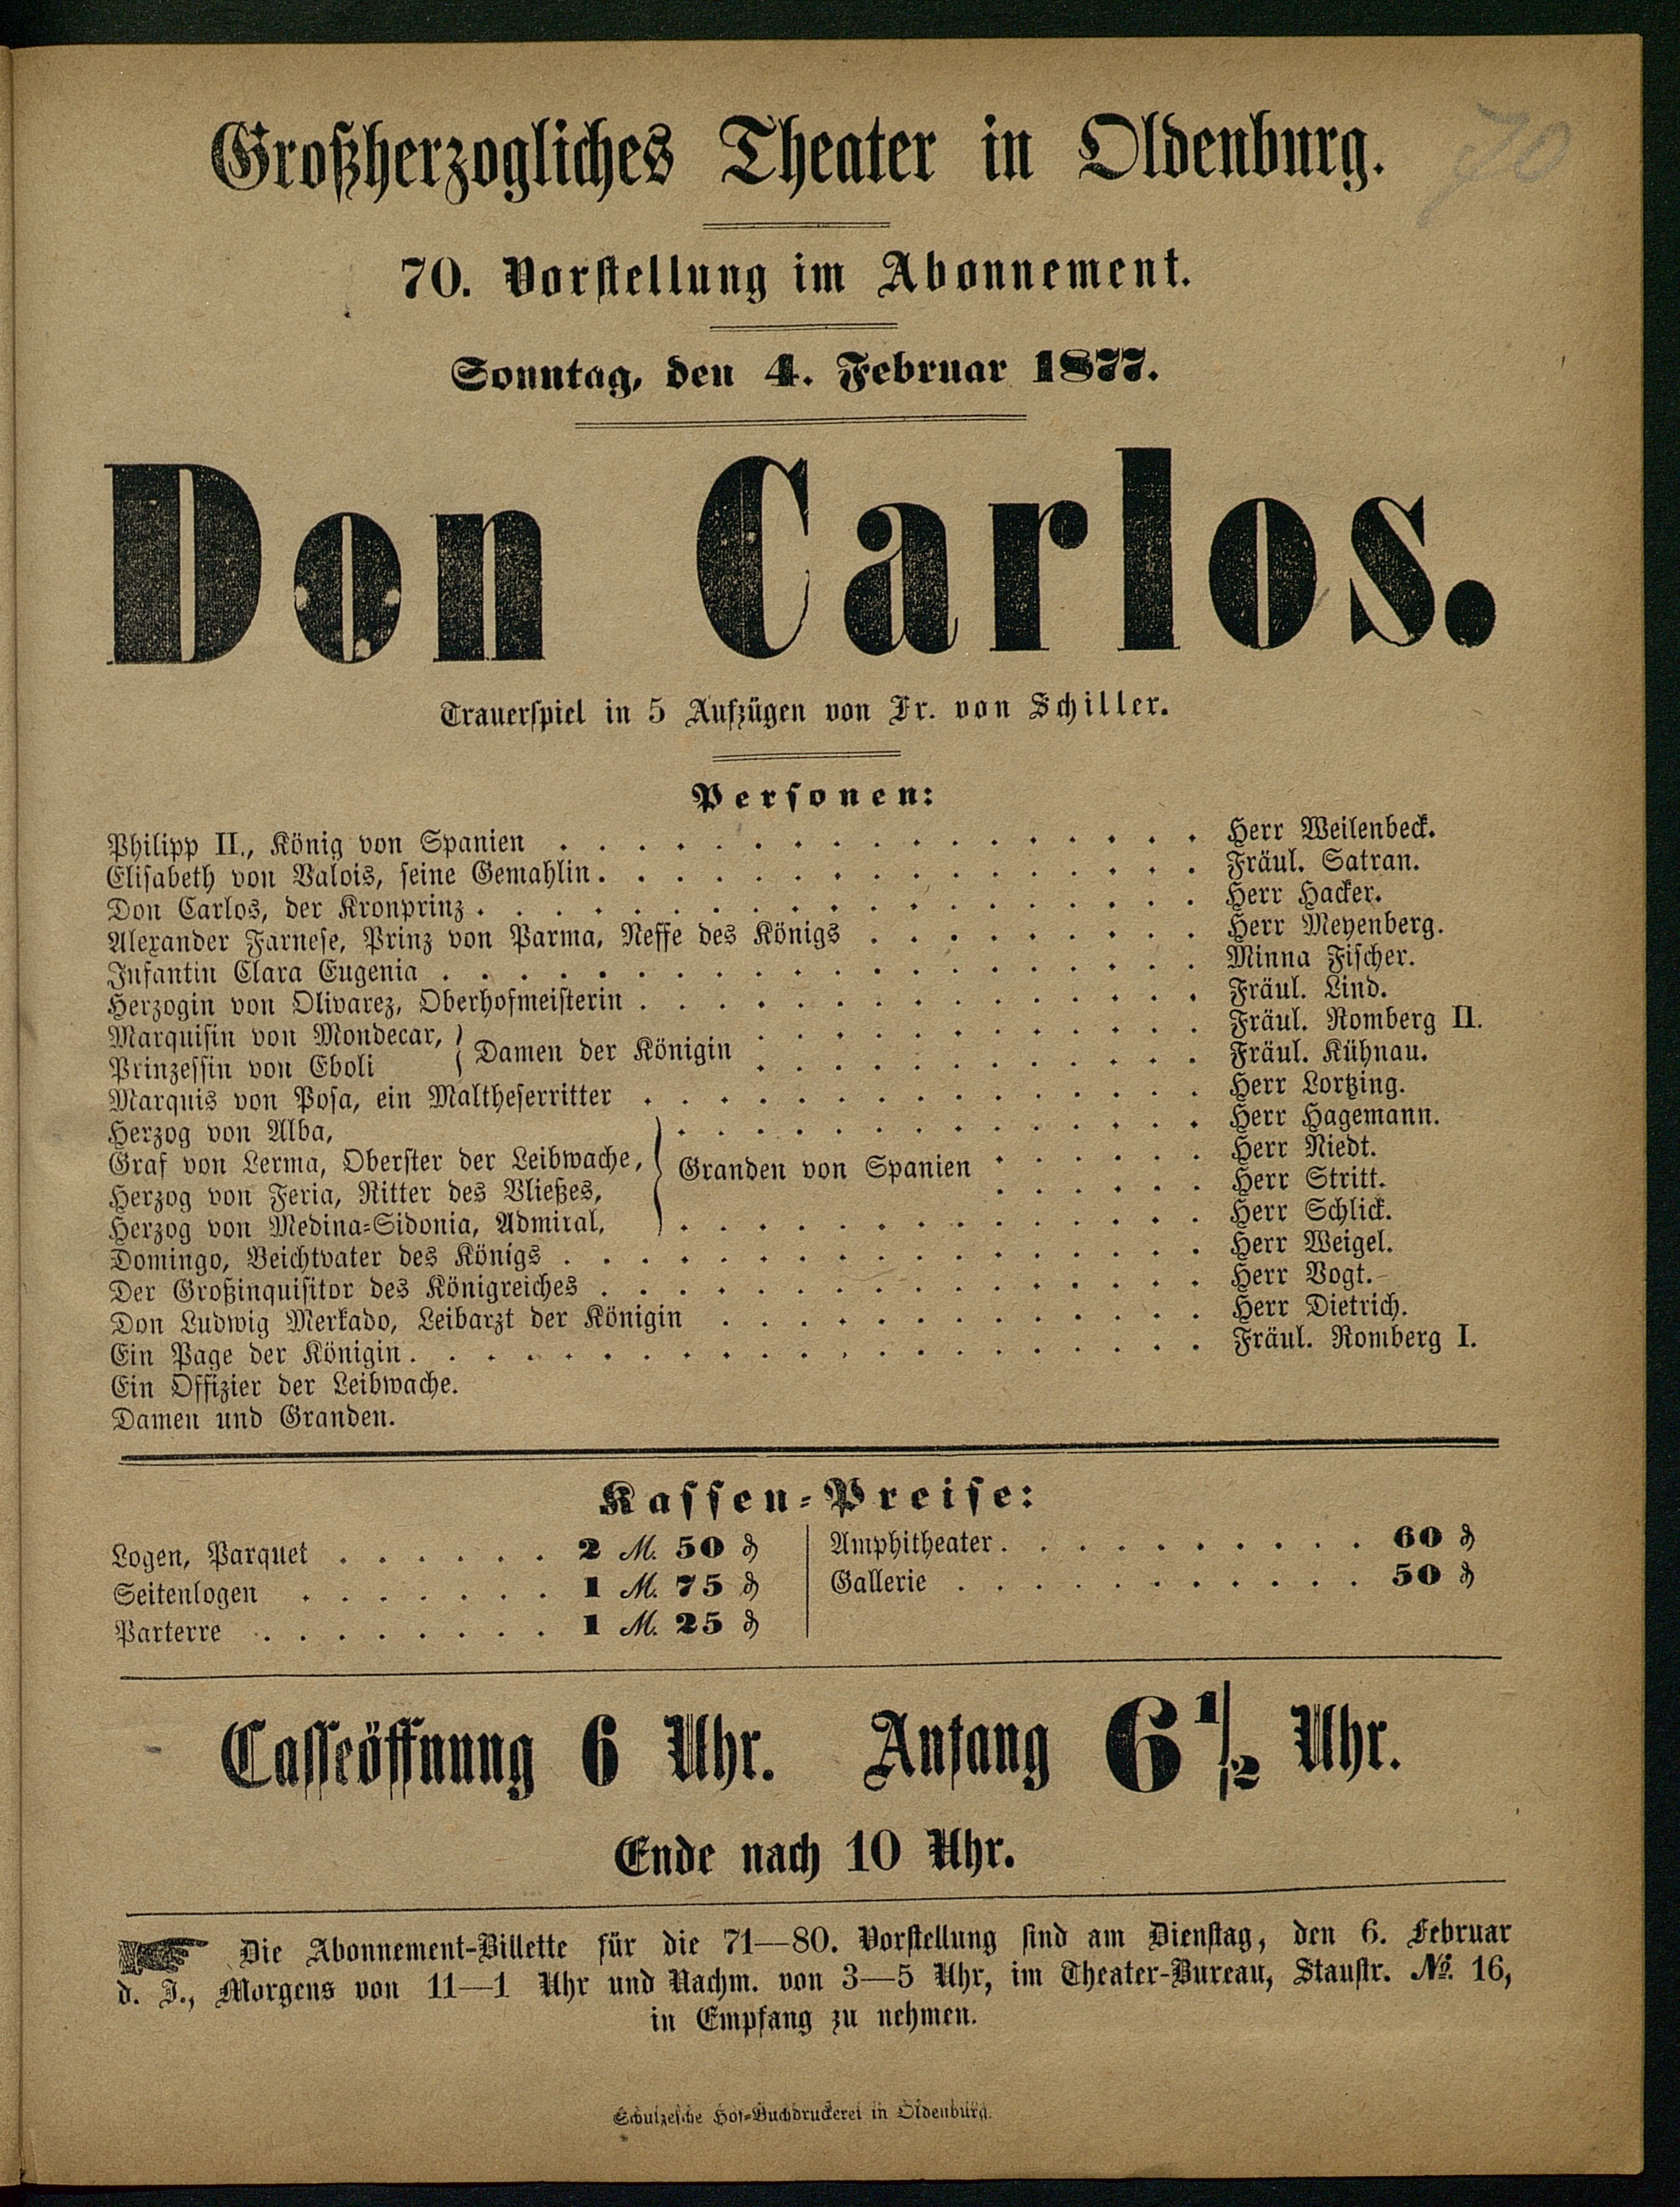 70
Großherzogliches Theater in Oldenburg.
70. Vorstellung im Abonnement.
Sonntag, den 4. Februar 1877.
Don Carlos.
Trauerspiel in 5 Aufzügen von Fr. von Schiller.
Personen:
Philipp II., König von Spanien . . . . . . . . . . . . . . . . . Herr Weilenbeck.
Elisabeth von Valois, seine Gemahlin. . . . . . . . . . . . . . . . Fräul. Satran.
Don Carlos, der Kronprinz . . . . . . . . . . . . . . . . . . . Herr Hacker.
Alexander Farnese, Prinz von Parma, Neffe des Königs . . . . . . . . . Herr Meyenberg.
Infantin Clara Eugenia . . . . . . . . . . . . . . . . . . . . Minna Fischer.
Herzogin von Olivarez, Oberhofmeisterin . . . . . . . . . . . . . . . Fräul. Lind.
Marquisin von Mondecar, } Damen der Königin . . . . . . . . . . . . Fräul. Romberg II.
Prinzessin von Eboli . . . . . . . . . . . . Fräul. Kühnau.
Marquis von Posa, ein Maltheserritter . . . . . . . . . . . . . . . Herr Lortzing.
Herzog von Alba, . . . . . . . . . . . . . . Herr Hagemann.
Graf von Lerma, Oberster der Leibwache, } Granden von Spanien . . . . . . Herr Niedt.
Herzog von Feria, Ritter des Vließes, . . . . . . Herr Stritt.
Herzog von Medina-Sidonia, Admiral, . . . . . . . . . . . . . . Herr Schlick.
Domingo, Beichtvater des Königs . . . . . . . . . . . . . . . . . Herr Weigel.
Der Großinquisitor des Königreiches . . . . . . . . . . . . . . . . Herr Vogt.
Don Ludwig Merkado, Leibarzt der Königin . . . . . . . . . . . . . Herr Dietrich.
Ein Page der Königin . . . . . . . . . . . . . . . . . . . . . Fräul. Romberg I.
Ein Offizier der Leibwache.
Damen und Granden.
Kassen-Preise:
Logen, Parquet . . . . . . 2 M. 50 ₰
Seitenlogen . . . . . . . 1 M. 75 ₰
Parterre . . . . . . . . 1 M. 25 ₰
Amphitheater . . . . . . . . . . 60 ₰
Gallerie . . . . . . . . . . . 50 ₰
Casseöffnung 6 Uhr. Anfang 6 1/2 Uhr.
Ende nach 10 Uhr.
☛ Die Abonnement-Billette für die 71—80. Vorstellung sind am Dienstag, den 6. Februar
d. J., Morgens von 11—1 Uhr und Nachm. von 3—5 Uhr, im Theater-Bureau, Staustr. No. 16,
in Empfang zu nehmen.
Schulzesche Hof-Buchdruckerei in Oldenburg.